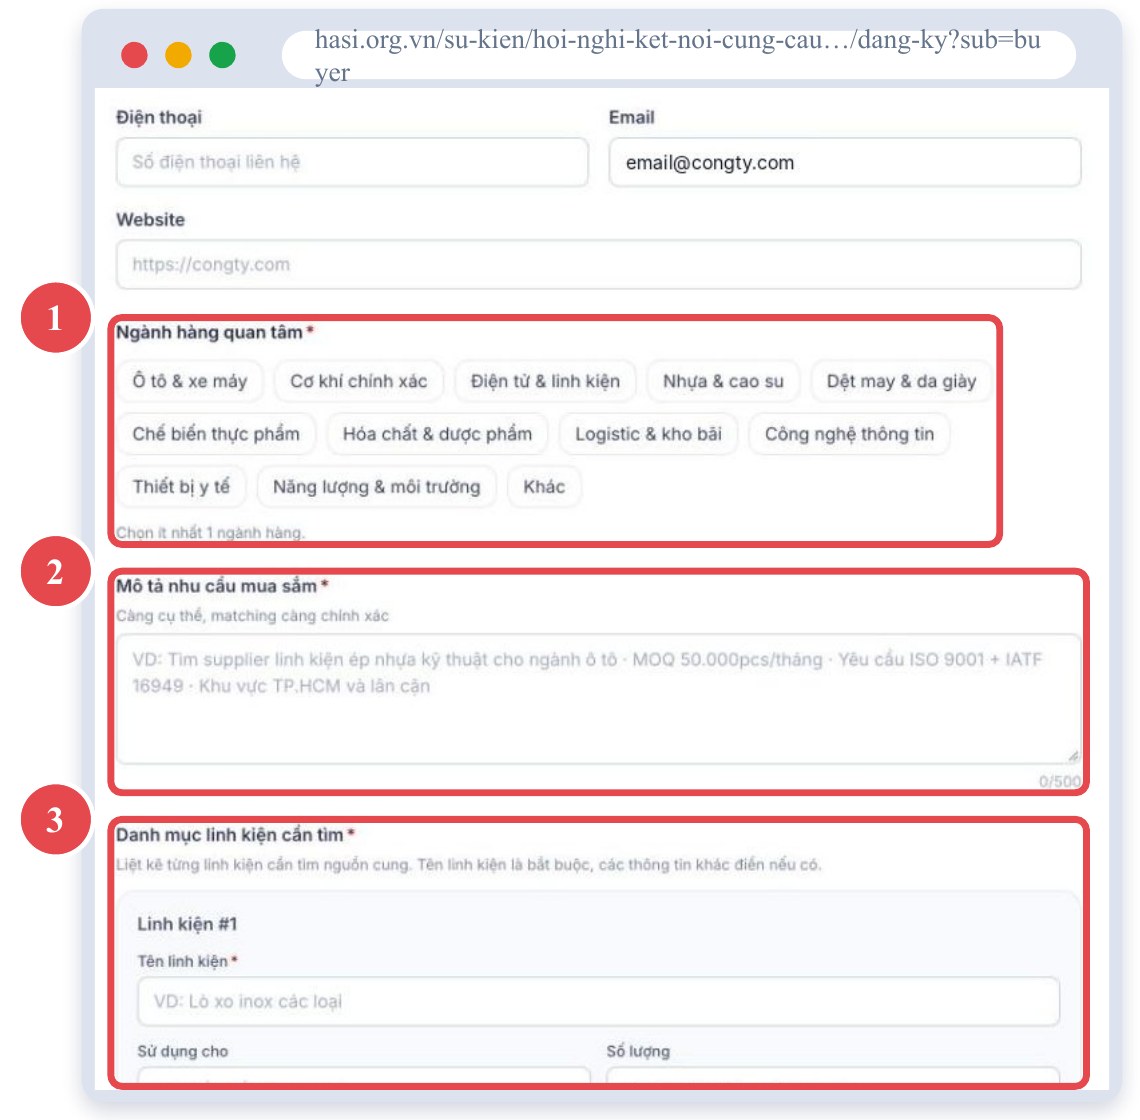 hasi.org.vn/su-kien/hoi-nghi-ket-noi-cung-cau…/dang-ky?sub=bu
yer
Điện thoại
Email
Số điện thoại liên hệ
email@congty.com
Website
https://congty.com
1
Ngành hàng quan tâm *
Ô tô & xe máy
Cơ khí chính xác
Điện tử & linh kiện
Nhựa & cao su
Dệt may & da giày
Chế biến thực phẩm
Hóa chất & dược phẩm
Logistic & kho bãi
Công nghệ thông tin
Thiết bị y tế
Năng lượng & môi trường
Khác
Chọn ít nhất 1 ngành hàng.
2
Mô tả nhu cầu mua sắm *
Càng cụ thể, matching càng chính xác
VD: Tìm supplier linh kiện ép nhựa kỹ thuật cho ngành ô tô · MOQ 50.000pcs/tháng · Yêu cầu ISO 9001 + IATF
16949 · Khu vực TP.HCM và lân cận
0/500
3
Danh mục linh kiện cần tìm *
Liệt kê từng linh kiện cần tìm nguồn cung. Tên linh kiện là bắt buộc, các thông tin khác điền nếu có.
Linh kiện #1
Tên linh kiện *
VD: Lò xo inox các loại
Sử dụng cho
Số lượng